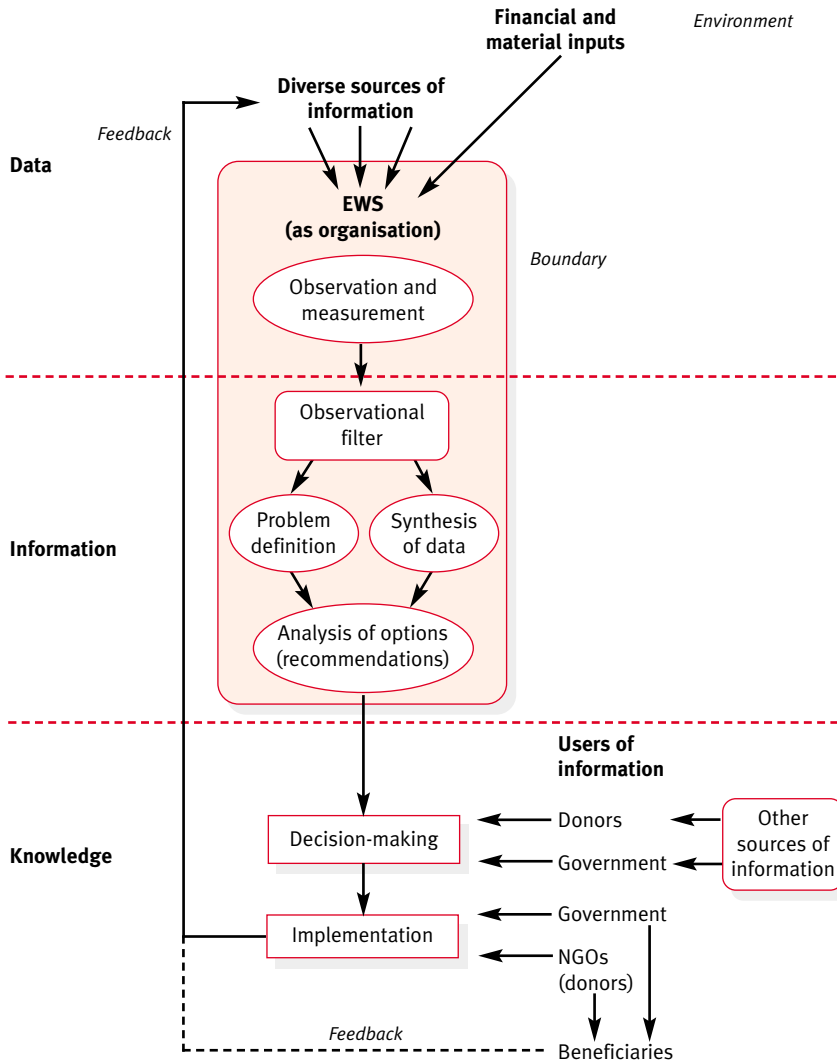 Financial and
material inputs
Environment
Diverse sources of
information
Feedback
Data
EWS
(as organisation)
Boundary
Observation and
measurement
Observational
filter
Problem
definition
Synthesis
of data
Information
Analysis of options
(recommendations)
Users of
information
Donors
Other
sources of
information
Decision-making
Knowledge
Government
Government
Implementation
NGOs
(donors)
Feedback
Beneficiaries